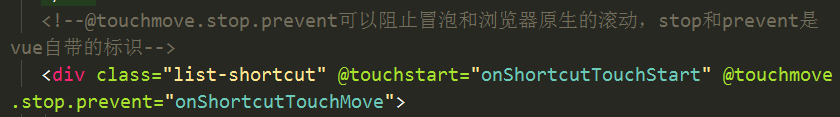 <!--@touchmove.stop.prevent可以阻止冒泡和浏览器原生的滚动，stop和prevent是
vue自带的标识-->
<div class="list-shortcut" @touchstart="onShortcutTouchStart" @touchmove
.stop.prevent="onShortcutTouchMove">